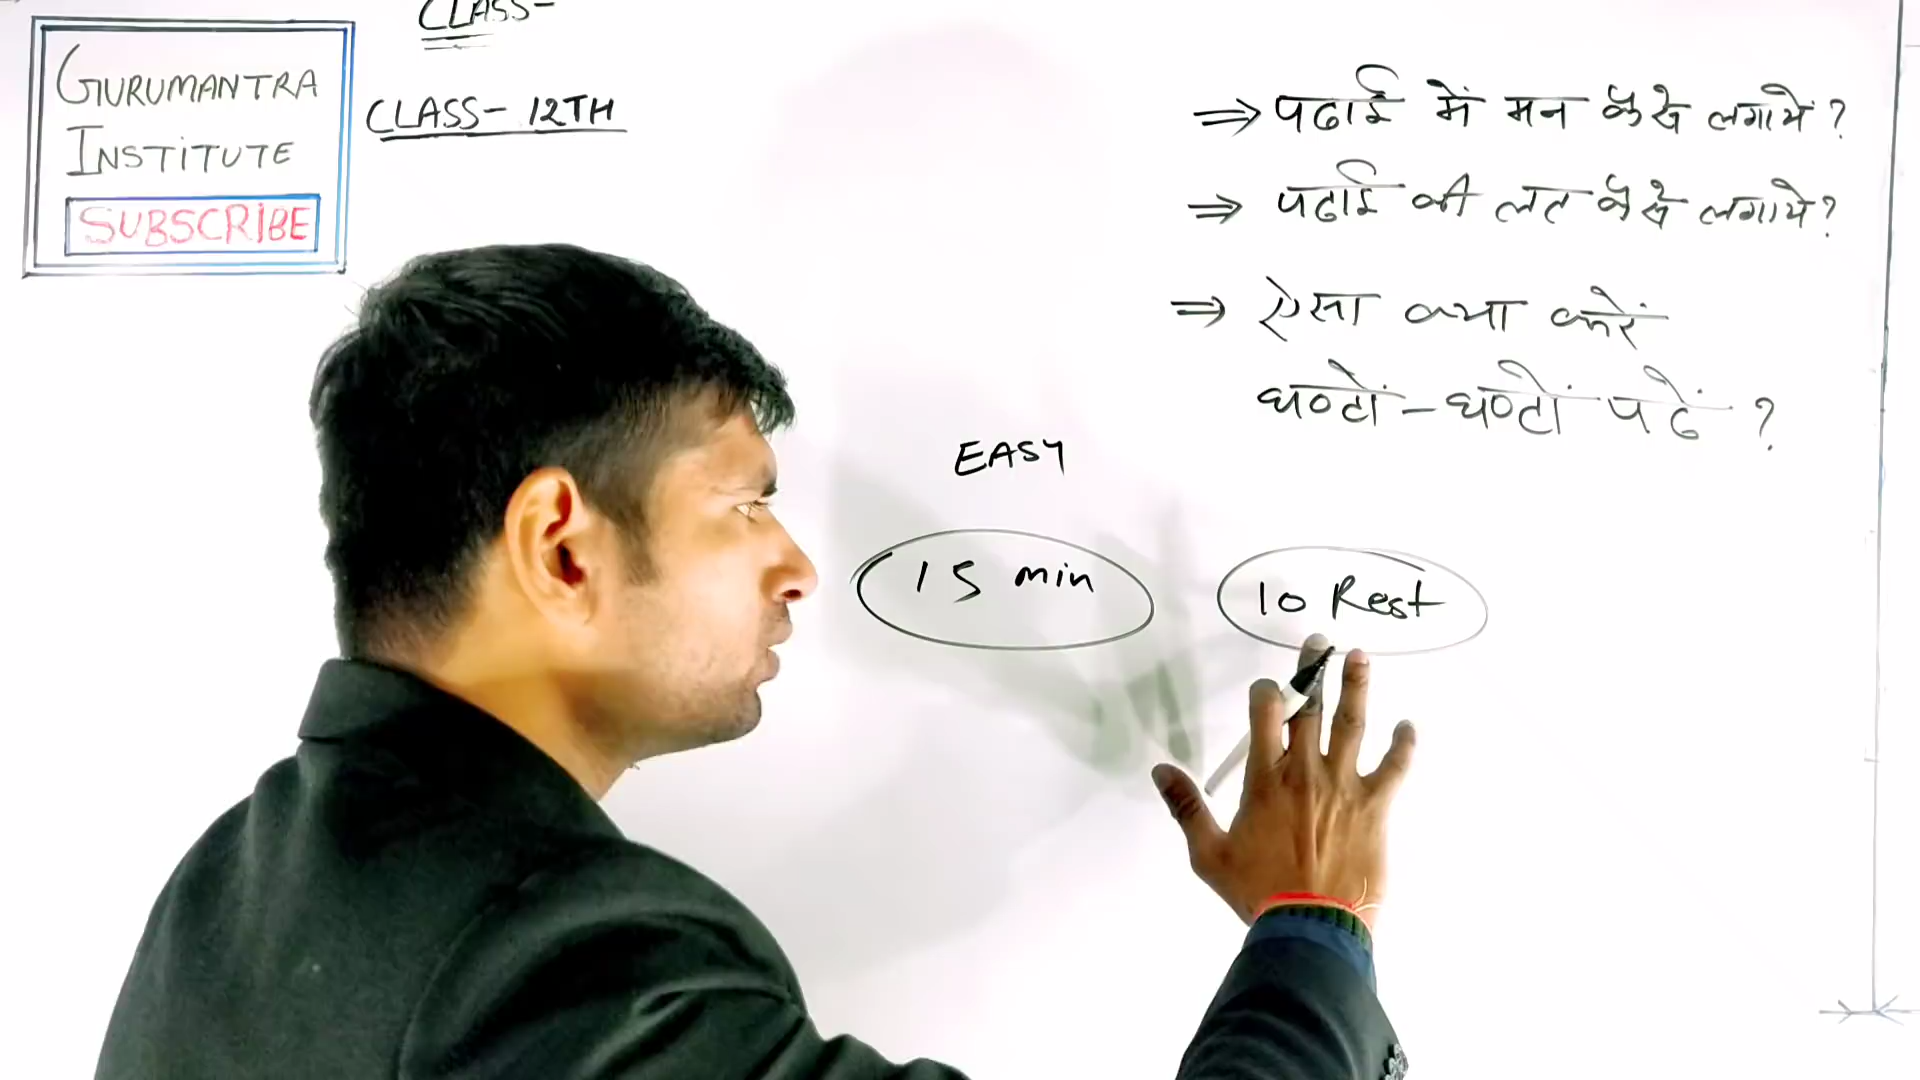 CLASS-
GURUMANTRA
INSTITUTE
SUBSCRIBE
CLASS- 12TH
⇒ पढाई में मन कैसे लगायें?
⇒ पढाई की लत कैसे लगाये?
⇒ ऐसा क्या करें
घण्टों-घण्टों पढें ?
EASY
15 min
10 Rest